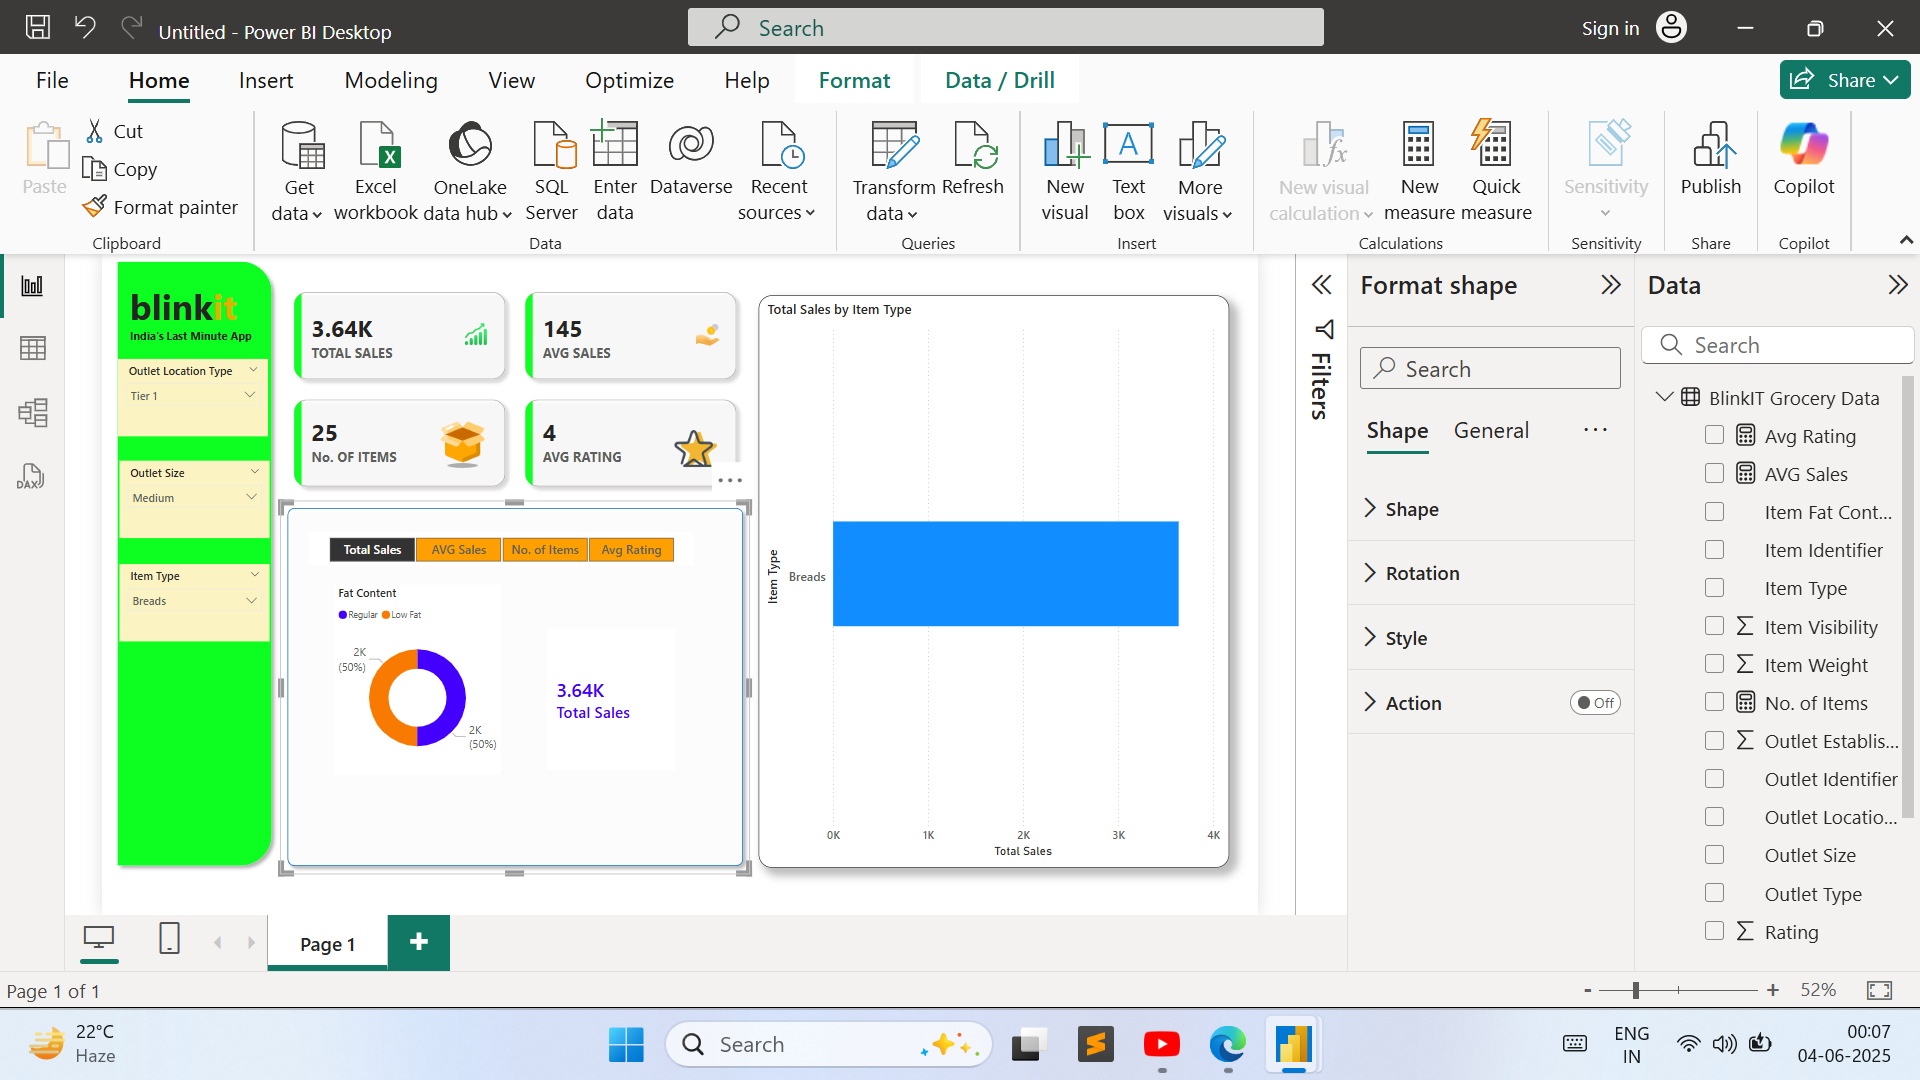 Untitled - Power BI Desktop
Search
Sign in
File
Home
Insert
Modeling
View
Optimize
Help
Format
Data / Drill
Share
Paste
Cut
Copy
Format painter
Clipboard
Get data
Excel workbook
OneLake data hub
SQL Server
Enter data
Dataverse
Recent sources
Data
Transform data
Refresh
Queries
New visual
Text box
More visuals
Insert
New visual calculation
New measure
Quick measure
Calculations
Sensitivity
Sensitivity
Publish
Share
Copilot
Copilot
DAX
blinkit
India's Last Minute App
Outlet Location Type
Tier 1
Outlet Size
Medium
Item Type
Breads
3.64K
TOTAL SALES
145
AVG SALES
25
No. OF ITEMS
4
AVG RATING
Total Sales
AVG Sales
No. of Items
Avg Rating
Fat Content
Regular
Low Fat
2K
(50%)
2K
(50%)
3.64K
Total Sales
Total Sales by Item Type
Item Type
Breads
0K
1K
2K
3K
4K
Total Sales
Filters
Format shape
Search
Shape
General
Shape
Rotation
Style
Action
Off
Data
Search
BlinkIT Grocery Data
Avg Rating
AVG Sales
Item Fat Cont...
Item Identifier
Item Type
Item Visibility
Item Weight
No. of Items
Outlet Establis...
Outlet Identifier
Outlet Locatio...
Outlet Size
Outlet Type
Rating
Page 1
Page 1 of 1
- + 52%
22°C
Haze
Search
ENG
IN
00:07
04-06-2025